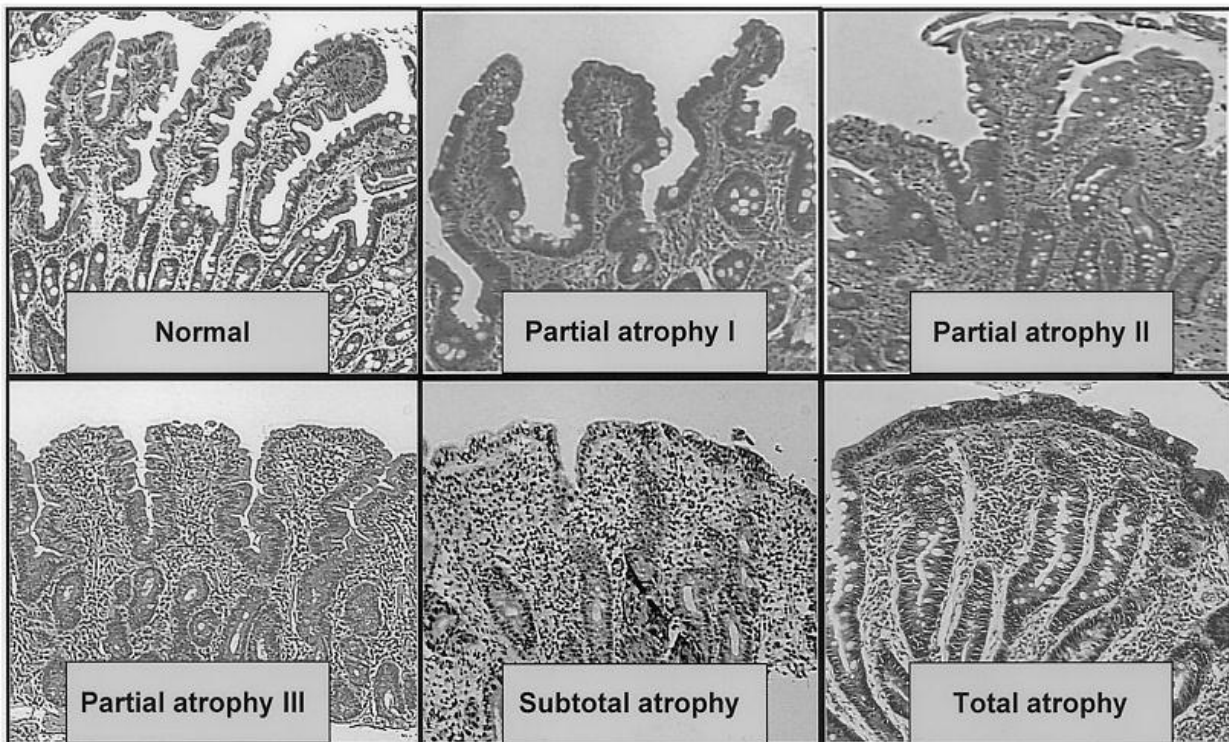 Normal
Partial atrophy I
Partial atrophy II
Partial atrophy III
Subtotal atrophy
Total atrophy